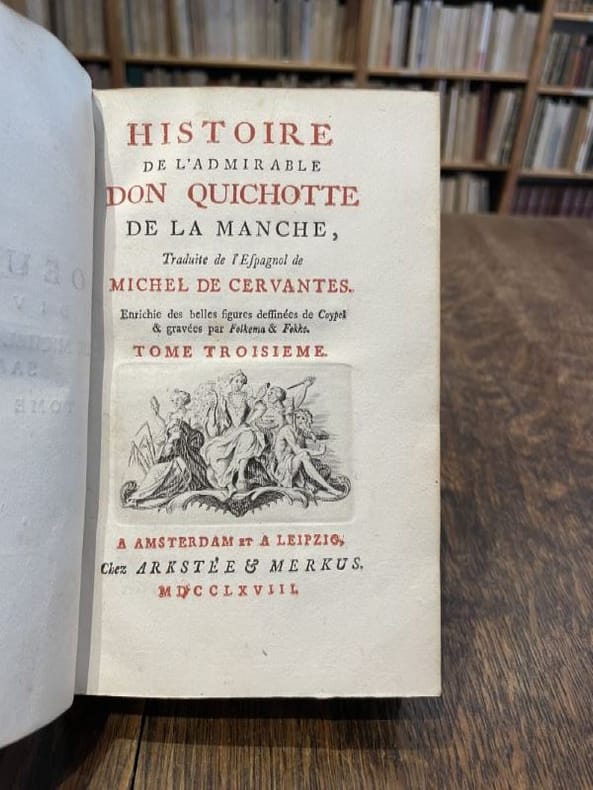 HISTOIRE
DE L'ADMIRABLE
DON QUICHOTTE
DE LA MANCHE,
Traduite de l'Eſpagnol de
MICHEL DE CERVANTES.
Enrichie des belles figures deſſinées de Coypel
& gravées par Folkema & Fokke.
TOME TROISIEME.
A AMSTERDAM ET A LEIPZIG,
Chez ARKSTÉE & MERKUS.
MDCCLXVIII.